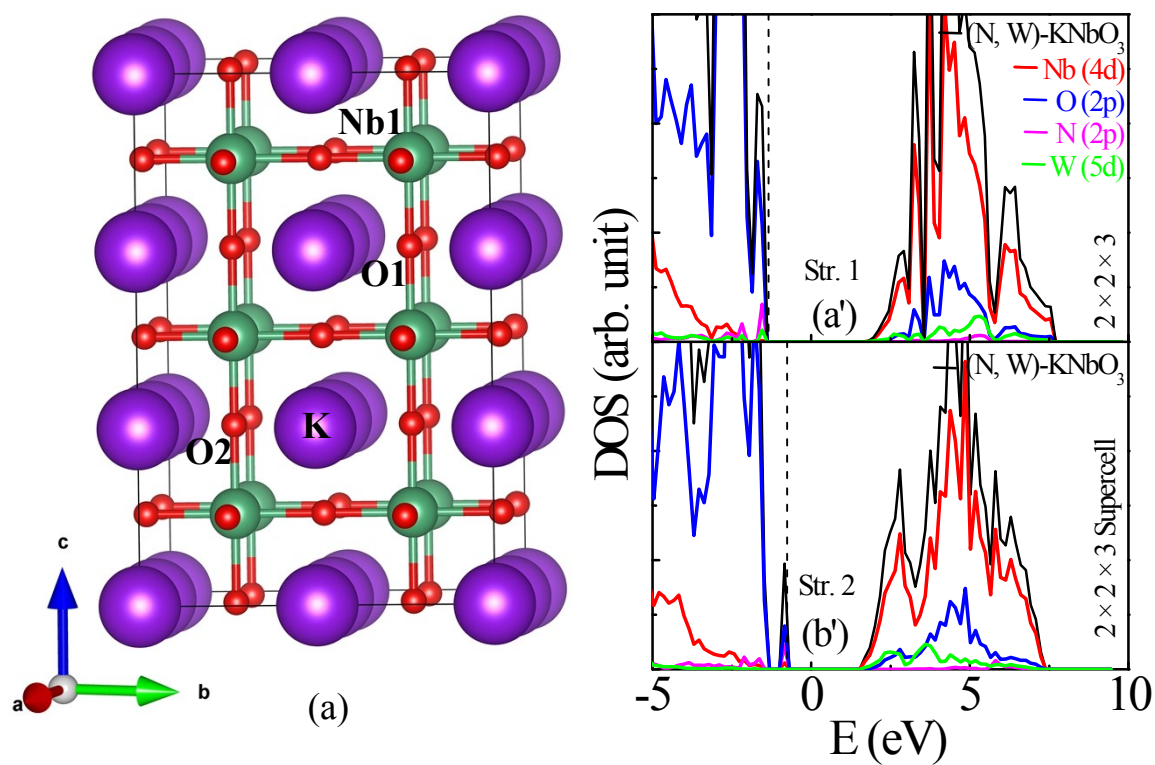 Nb1
O1
K
O2
c
a
b
(a)
DOS (arb. unit)
(N, W)-KNbO₃
Nb (4d)
O (2p)
N (2p)
W (5d)
Str. 1
(a')
2 × 2 × 3
(N, W)-KNbO₃
Str. 2
(b')
2 × 2 × 3 Supercell
-5 0 5 10
E (eV)